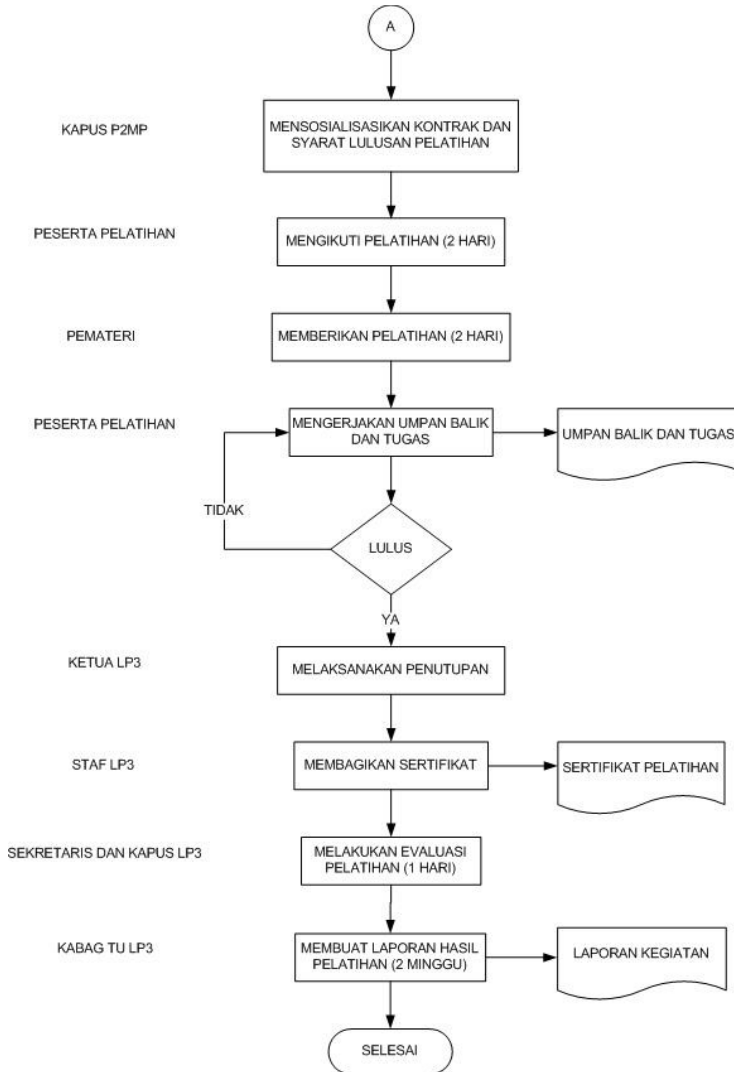 A
KAPUS P2MP
MENSOSIALISASIKAN KONTRAK DAN
SYARAT LULUSAN PELATIHAN
PESERTA PELATIHAN
MENGIKUTI PELATIHAN (2 HARI)
PEMATERI
MEMBERIKAN PELATIHAN (2 HARI)
PESERTA PELATIHAN
MENGERJAKAN UMPAN BALIK
DAN TUGAS
UMPAN BALIK DAN TUGAS
TIDAK
LULUS
YA
KETUA LP3
MELAKSANAKAN PENUTUPAN
STAF LP3
MEMBAGIKAN SERTIFIKAT
SERTIFIKAT PELATIHAN
SEKRETARIS DAN KAPUS LP3
MELAKUKAN EVALUASI
PELATIHAN (1 HARI)
KABAG TU LP3
MEMBUAT LAPORAN HASIL
PELATIHAN (2 MINGGU)
LAPORAN KEGIATAN
SELESAI